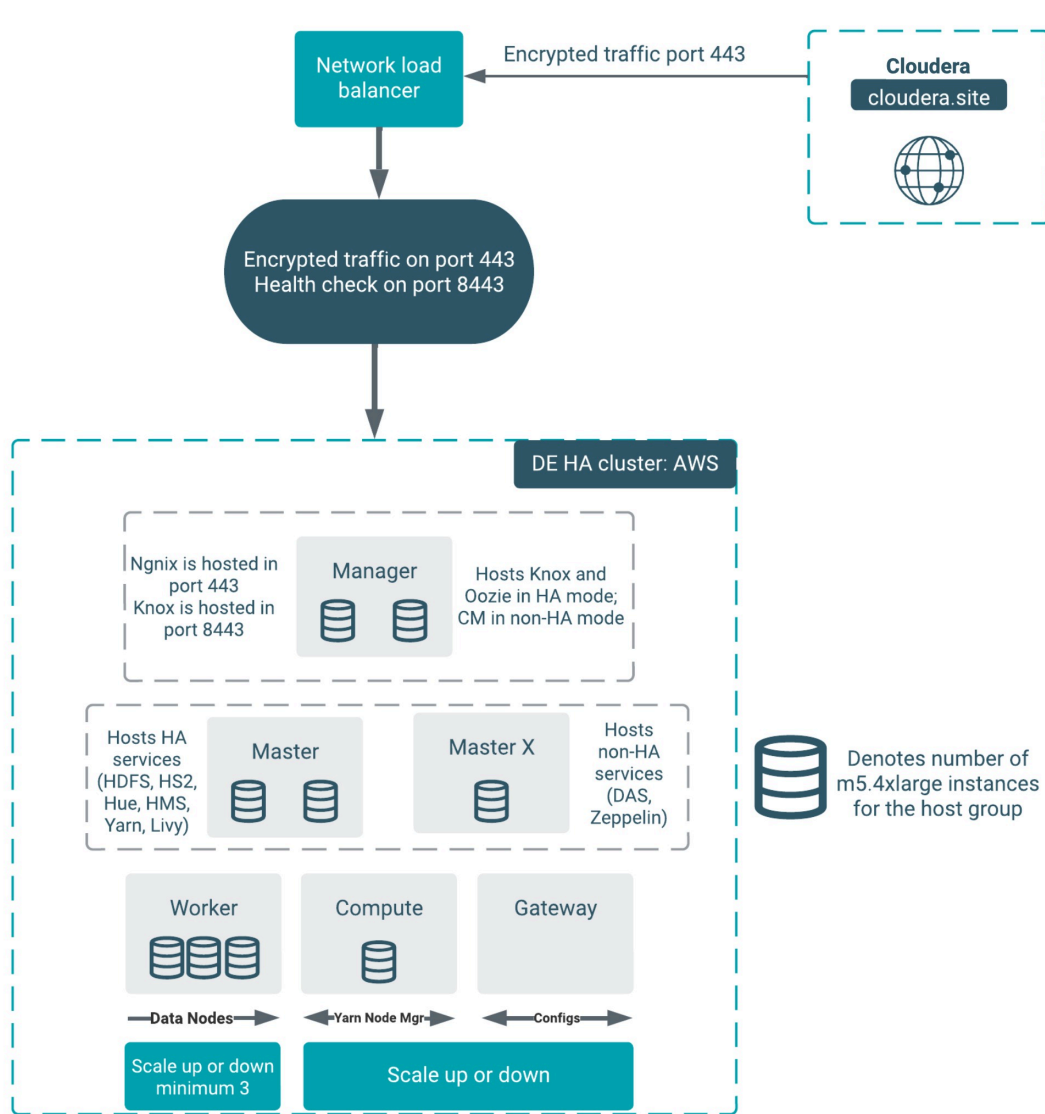 Network load
balancer
Encrypted traffic port 443
Cloudera
cloudera.site
Encrypted traffic on port 443
Health check on port 8443
DE HA cluster: AWS
Ngnix is hosted in
port 443
Knox is hosted in
port 8443
Manager
Hosts Knox and
Oozie in HA mode;
CM in non-HA mode
Hosts HA
services
(HDFS, HS2,
Hue, HMS,
Yarn, Livy)
Master
Master X
Hosts
non-HA
services
(DAS,
Zeppelin)
Denotes number of
m5.4xlarge instances
for the host group
Worker
Compute
Gateway
Data Nodes
Yarn Node Mgr
Configs
Scale up or down
minimum 3
Scale up or down